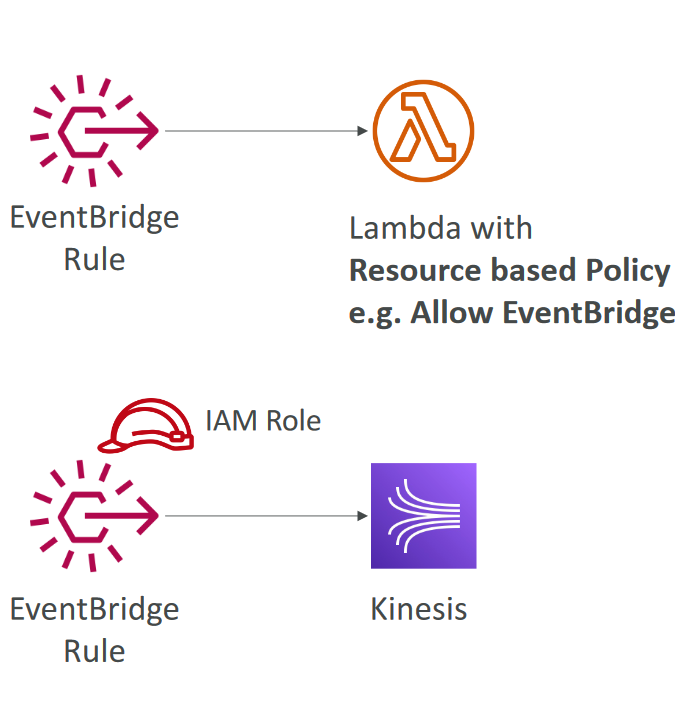 EventBridge
Rule
Lambda with
Resource based Policy
e.g. Allow EventBridge
IAM Role
EventBridge
Rule
Kinesis